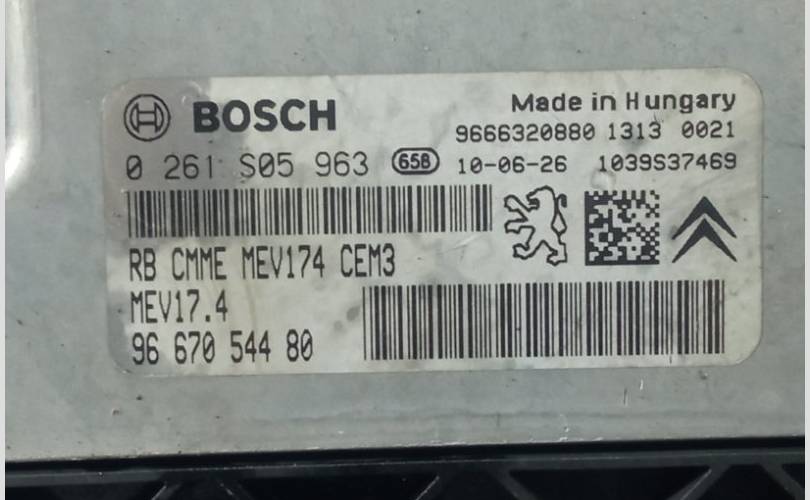 BOSCH
Made in Hungary
9666320880 1313 0021
0 261 S05 963 658 10-06-26 1039S37469
RB CMME MEV174 CEM3
MEV17.4
96 670 544 80